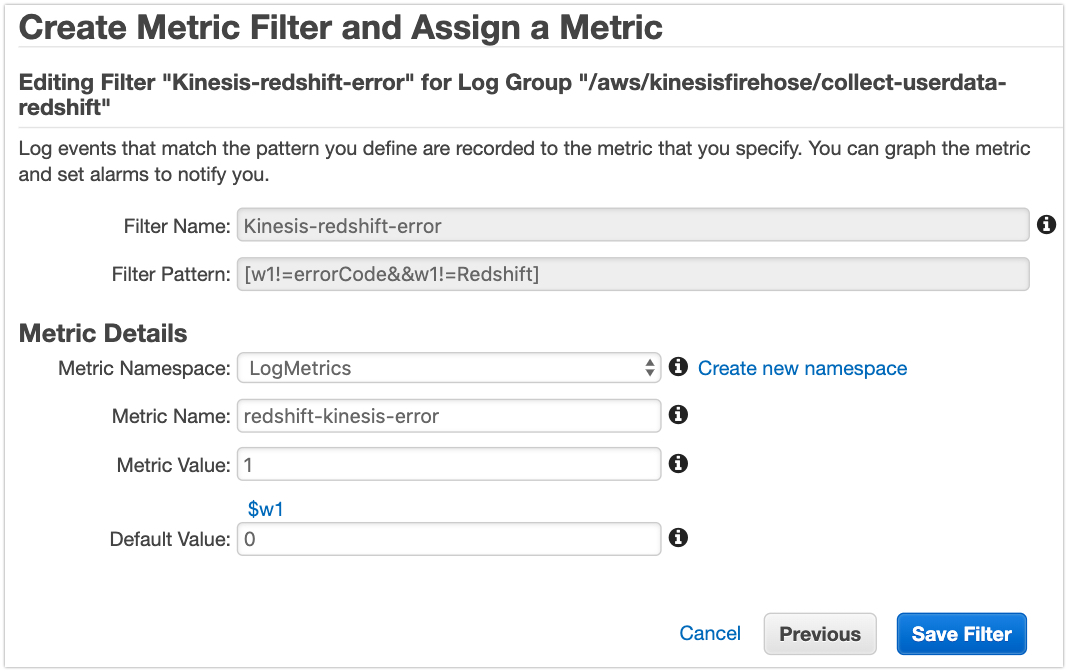 Create Metric Filter and Assign a Metric
Editing Filter "Kinesis-redshift-error" for Log Group "/aws/kinesisfirehose/collect-userdata-
redshift"
Log events that match the pattern you define are recorded to the metric that you specify. You can graph the metric
and set alarms to notify you.
Filter Name: Kinesis-redshift-error
Filter Pattern: [w1!=errorCode&&w1!=Redshift]
Metric Details
Metric Namespace: LogMetrics Create new namespace
Metric Name: redshift-kinesis-error
Metric Value: 1
$w1
Default Value: 0
Cancel Previous Save Filter